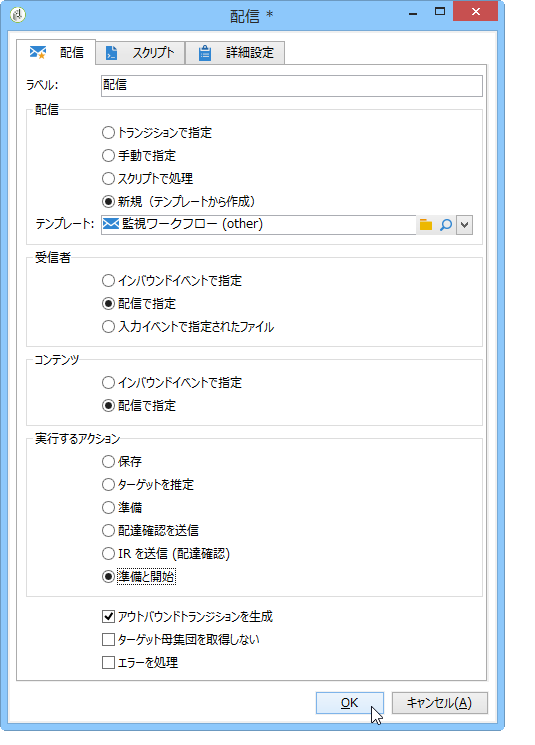 配信 *
配信 スクリプト 詳細設定
ラベル: 配信
配信
トランジションで指定
手動で指定
スクリプトで処理
新規（テンプレートから作成）
テンプレート: 監視ワークフロー (other)
受信者
インバウンドイベントで指定
配信で指定
入力イベントで指定されたファイル
コンテンツ
インバウンドイベントで指定
配信で指定
実行するアクション
保存
ターゲットを推定
準備
配達確認を送信
IR を送信 (配達確認)
準備と開始
アウトバウンドトランジションを生成
ターゲット母集団を取得しない
エラーを処理
OK キャンセル(A)